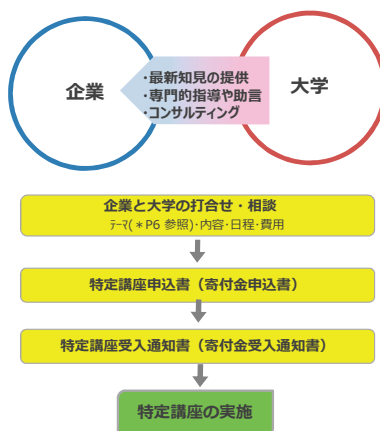 企業
・最新知見の提供
・専門的指導や助言
・コンサルティング
大学
企業と大学の打合せ・相談
ﾃｰﾏ(＊P6 参照)・内容・日程・費用
特定講座申込書（寄付金申込書）
特定講座受入通知書（寄付金受入通知書）
特定講座の実施